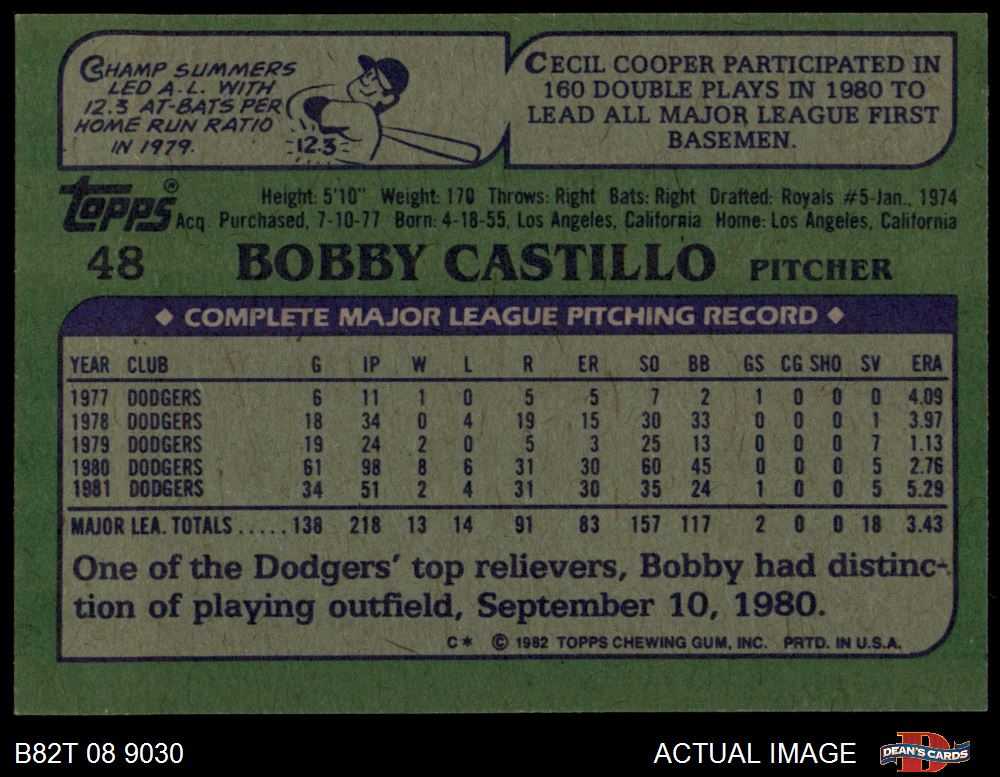 CHAMP SUMMERS
LED A.L. WITH
12.3 AT-BATS PER
HOME RUN RATIO
IN 1979.
12.3
CECIL COOPER PARTICIPATED IN
160 DOUBLE PLAYS IN 1980 TO
LEAD ALL MAJOR LEAGUE FIRST
BASEMEN.
Topps®
Height: 5'10" Weight: 170 Throws: Right Bats: Right Drafted: Royals #5-Jan., 1974
Acq. Purchased, 7-10-77 Born: 4-18-55, Los Angeles, California Home: Los Angeles, California
48 BOBBY CASTILLO PITCHER
◆ COMPLETE MAJOR LEAGUE PITCHING RECORD ◆
YEAR CLUB G IP W L R ER SO BB GS CG SHO SV ERA
1977 DODGERS 6 11 1 0 5 5 7 2 1 0 0 0 4.09
1978 DODGERS 18 34 0 4 19 15 30 33 0 0 0 1 3.97
1979 DODGERS 19 24 2 0 5 3 25 13 0 0 0 7 1.13
1980 DODGERS 61 98 8 6 31 30 60 45 0 0 0 5 2.76
1981 DODGERS 34 51 2 4 31 30 35 24 1 0 0 5 5.29
MAJOR LEA. TOTALS ..... 138 218 13 14 91 83 157 117 2 0 0 18 3.43
One of the Dodgers' top relievers, Bobby had distinc-
tion of playing outfield, September 10, 1980.
C* © 1982 TOPPS CHEWING GUM, INC. PRTD. IN U.S.A.
B82T 08 9030 ACTUAL IMAGE DEAN'S CARDS